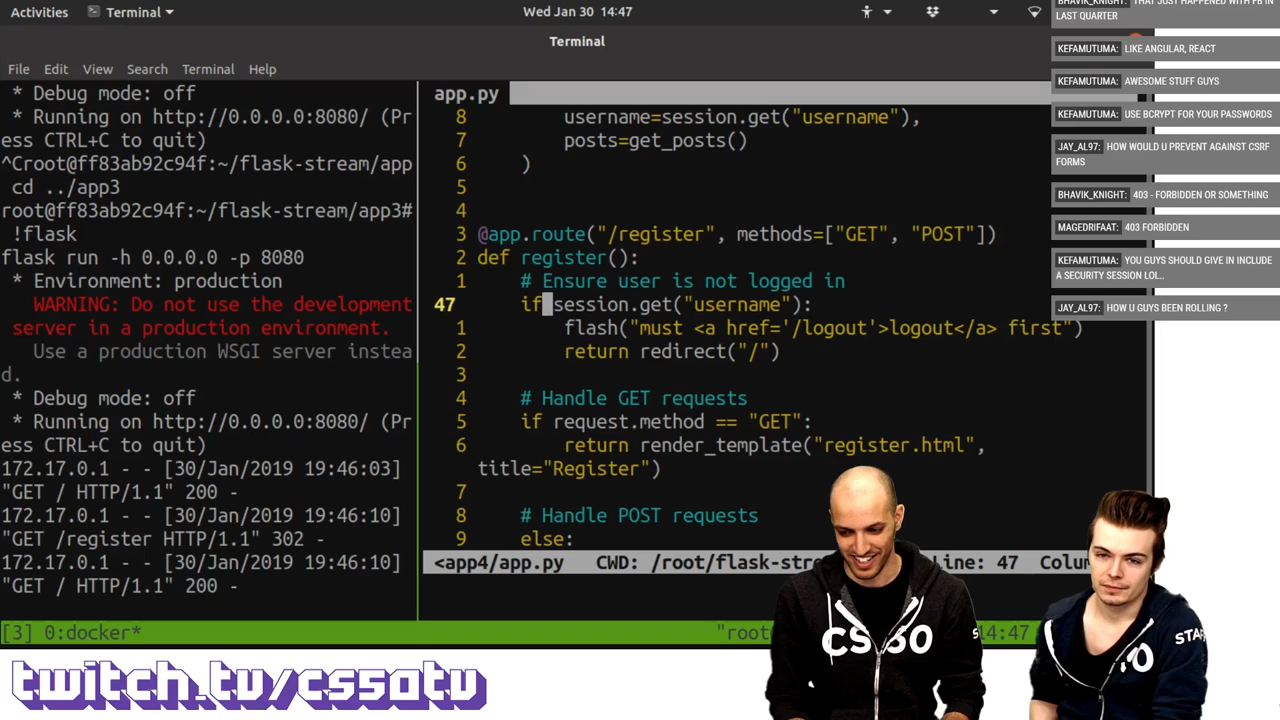 Activities
Terminal
Wed Jan 30 14:47
Terminal
File Edit View Search Terminal Help
* Debug mode: off
* Running on http://0.0.0.0:8080/ (Pr
ess CTRL+C to quit)
^Croot@ff83ab92c94f:~/flask-stream/app
cd ../app3
root@ff83ab92c94f:~/flask-stream/app3#
!flask
flask run -h 0.0.0.0 -p 8080
* Environment: production
WARNING: Do not use the development
server in a production environment.
Use a production WSGI server instea
d.
* Debug mode: off
* Running on http://0.0.0.0:8080/ (Pr
ess CTRL+C to quit)
172.17.0.1 - - [30/Jan/2019 19:46:03]
"GET / HTTP/1.1" 200 -
172.17.0.1 - - [30/Jan/2019 19:46:10]
"GET /register HTTP/1.1" 302 -
172.17.0.1 - - [30/Jan/2019 19:46:10]
"GET / HTTP/1.1" 200 -
app.py
8 username=session.get("username"),
7 posts=get_posts()
6 )
5
4
3 @app.route("/register", methods=["GET", "POST"])
2 def register():
1 # Ensure user is not logged in
47 if session.get("username"):
1 flash("must <a href='/logout'>logout</a> first")
2 return redirect("/")
3
4 # Handle GET requests
5 if request.method == "GET":
6 return render_template("register.html",
title="Register")
7
8 # Handle POST requests
9 else:
<app4/app.py CWD: /root/flask-stre Line: 47 Colu
[3] 0:docker* "root 14:47
BHAVIK_KNIGHT: THAT JUST HAPPENED WITH FB IN
LAST QUARTER
KEFAMUTUMA: LIKE ANGULAR, REACT
KEFAMUTUMA: AWESOME STUFF GUYS
KEFAMUTUMA: USE BCRYPT FOR YOUR PASSWORDS
JAY_AL97: HOW WOULD U PREVENT AGAINST CSRF
FORMS
BHAVIK_KNIGHT: 403 - FORBIDDEN OR SOMETHING
MAGEDRIFAAT: 403 FORBIDDEN
KEFAMUTUMA: YOU GUYS SHOULD GIVE IN INCLUDE
A SECURITY SESSION LOL..
JAY_AL97: HOW U GUYS BEEN ROLLING ?
twitch.tv/cs50tv